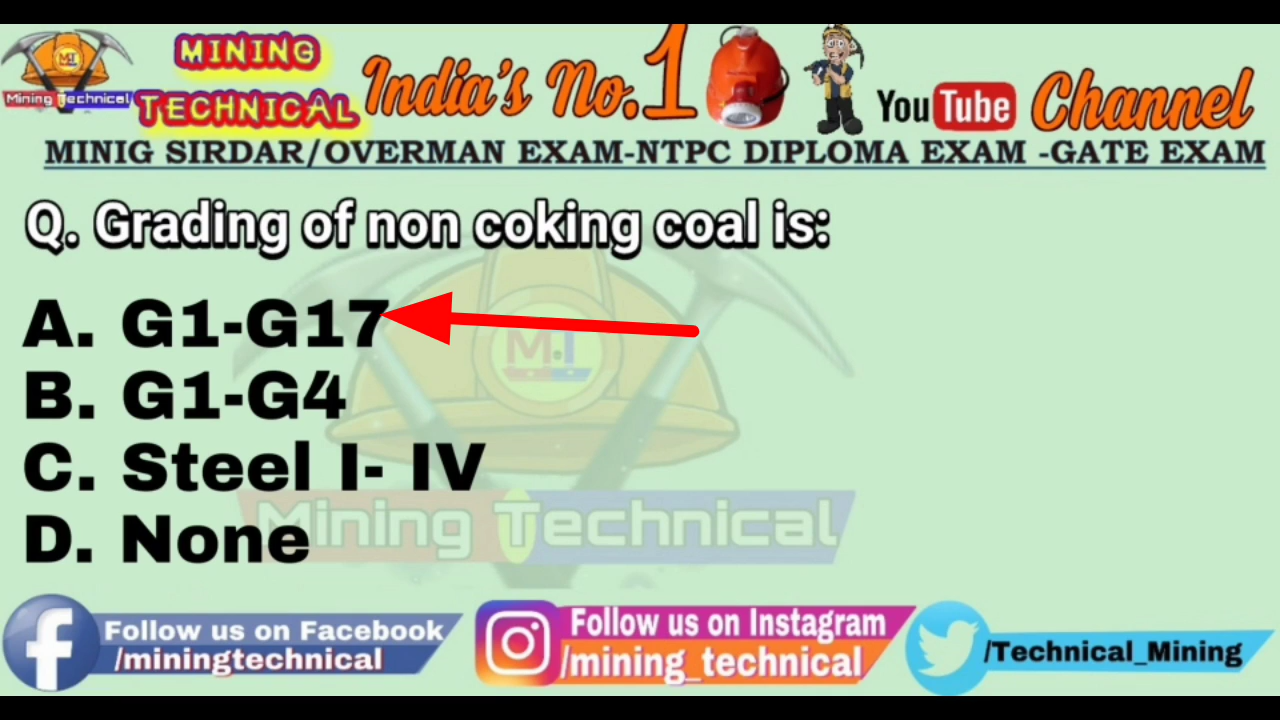 MINING
TECHNICAL
India's No.1
YouTube Channel
M.T
Mining Technical
MINIG SIRDAR/OVERMAN EXAM-NTPC DIPLOMA EXAM -GATE EXAM
Q. Grading of non coking coal is:
A. G1-G17
B. G1-G4
C. Steel I- IV
D. None
M.T
Mining Technical
Follow us on Facebook
/miningtechnical
Follow us on Instagram
/mining_technical
/Technical_Mining